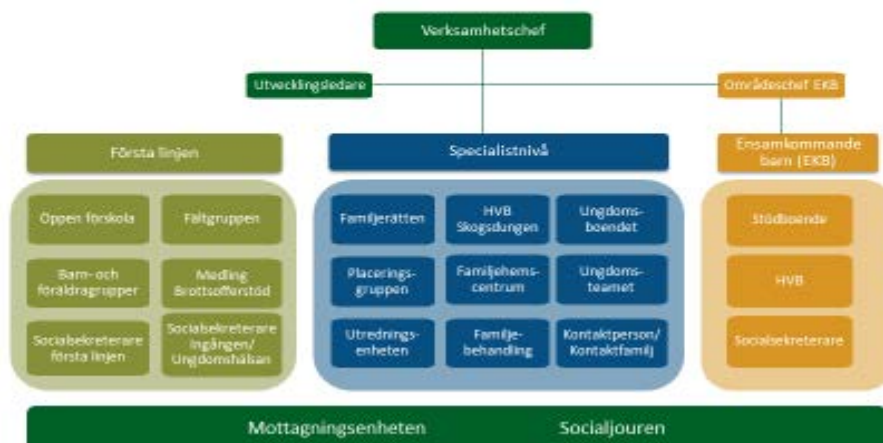 Verksamhetschef
Utvecklingsledare
Områdeschef EKB
Första linjen
Specialistnivå
Ensamkommande
barn (EKB)
Öppen förskola
Fältgruppen
Familjerätten
HVB
Skogsdungen
Ungdoms-
boendet
Stödboende
Barn- och
föräldragrupper
Medling
Brottsofferstöd
Placerings-
gruppen
Familjehems-
centrum
Ungdoms-
teamet
HVB
Socialsekreterare
första linjen
Socialsekreterare
Ingången/
Ungdomshälsan
Utrednings-
enheten
Familje-
behandling
Kontaktperson/
Kontaktfamilj
Socialsekreterare
Mottagningsenheten
Socialjouren